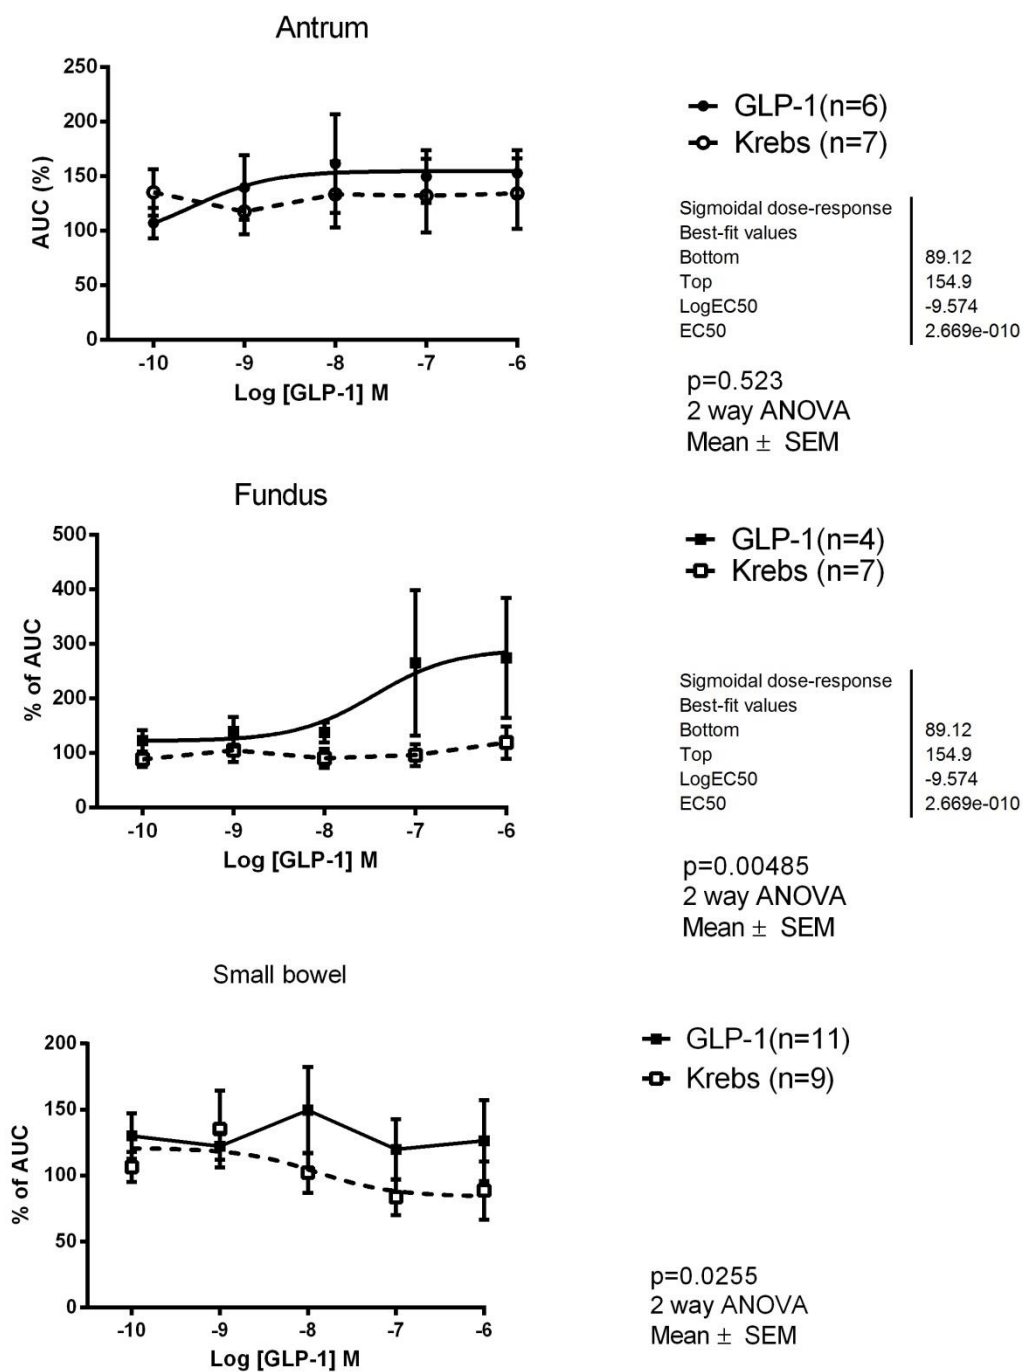 Antrum
250
200
150
100
50
0
AUC (%)
-10 -9 -8 -7 -6
Log [GLP-1] M
GLP-1(n=6)
Krebs (n=7)
Sigmoidal dose-response
Best-fit values
Bottom 89.12
Top 154.9
LogEC50 -9.574
EC50 2.669e-010
p=0.523
2 way ANOVA
Mean ± SEM
Fundus
500
400
300
200
100
0
% of AUC
-10 -9 -8 -7 -6
Log [GLP-1] M
GLP-1(n=4)
Krebs (n=7)
Sigmoidal dose-response
Best-fit values
Bottom 89.12
Top 154.9
LogEC50 -9.574
EC50 2.669e-010
p=0.00485
2 way ANOVA
Mean ± SEM
Small bowel
200
150
100
50
0
% of AUC
-10 -9 -8 -7 -6
Log [GLP-1] M
GLP-1(n=11)
Krebs (n=9)
p=0.0255
2 way ANOVA
Mean ± SEM